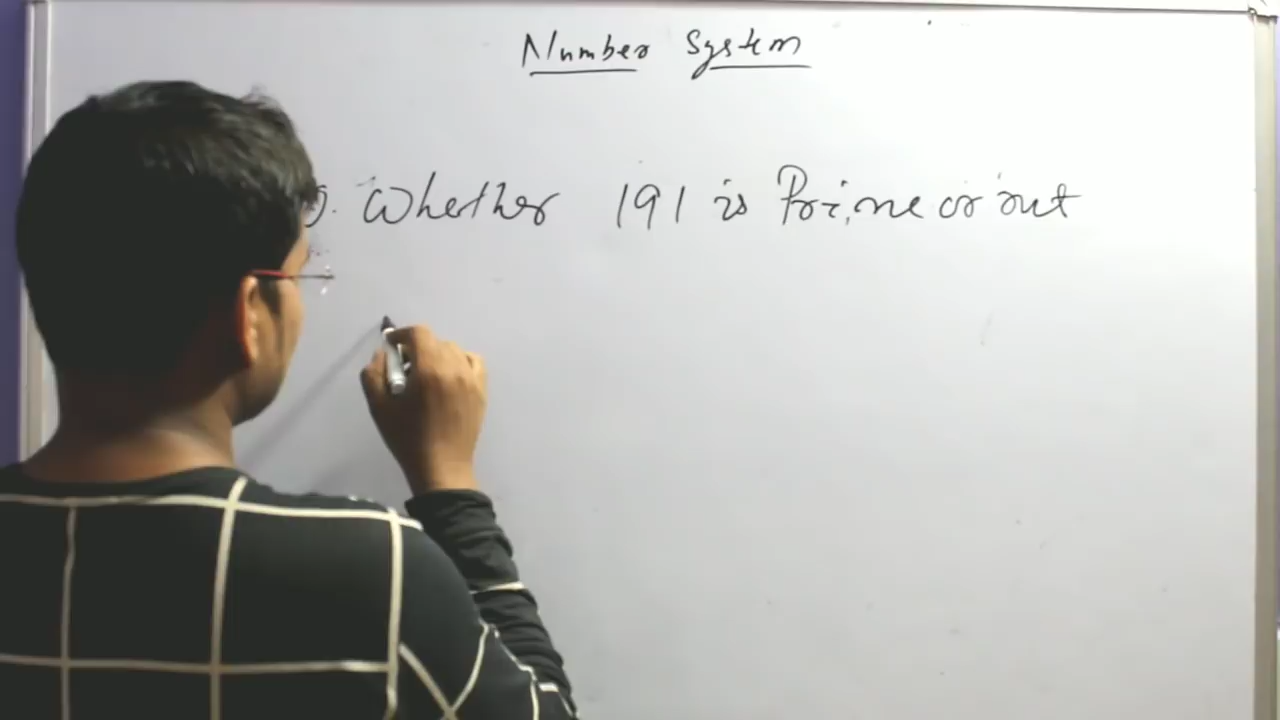 Number System
). Whether 191 is Prime or not